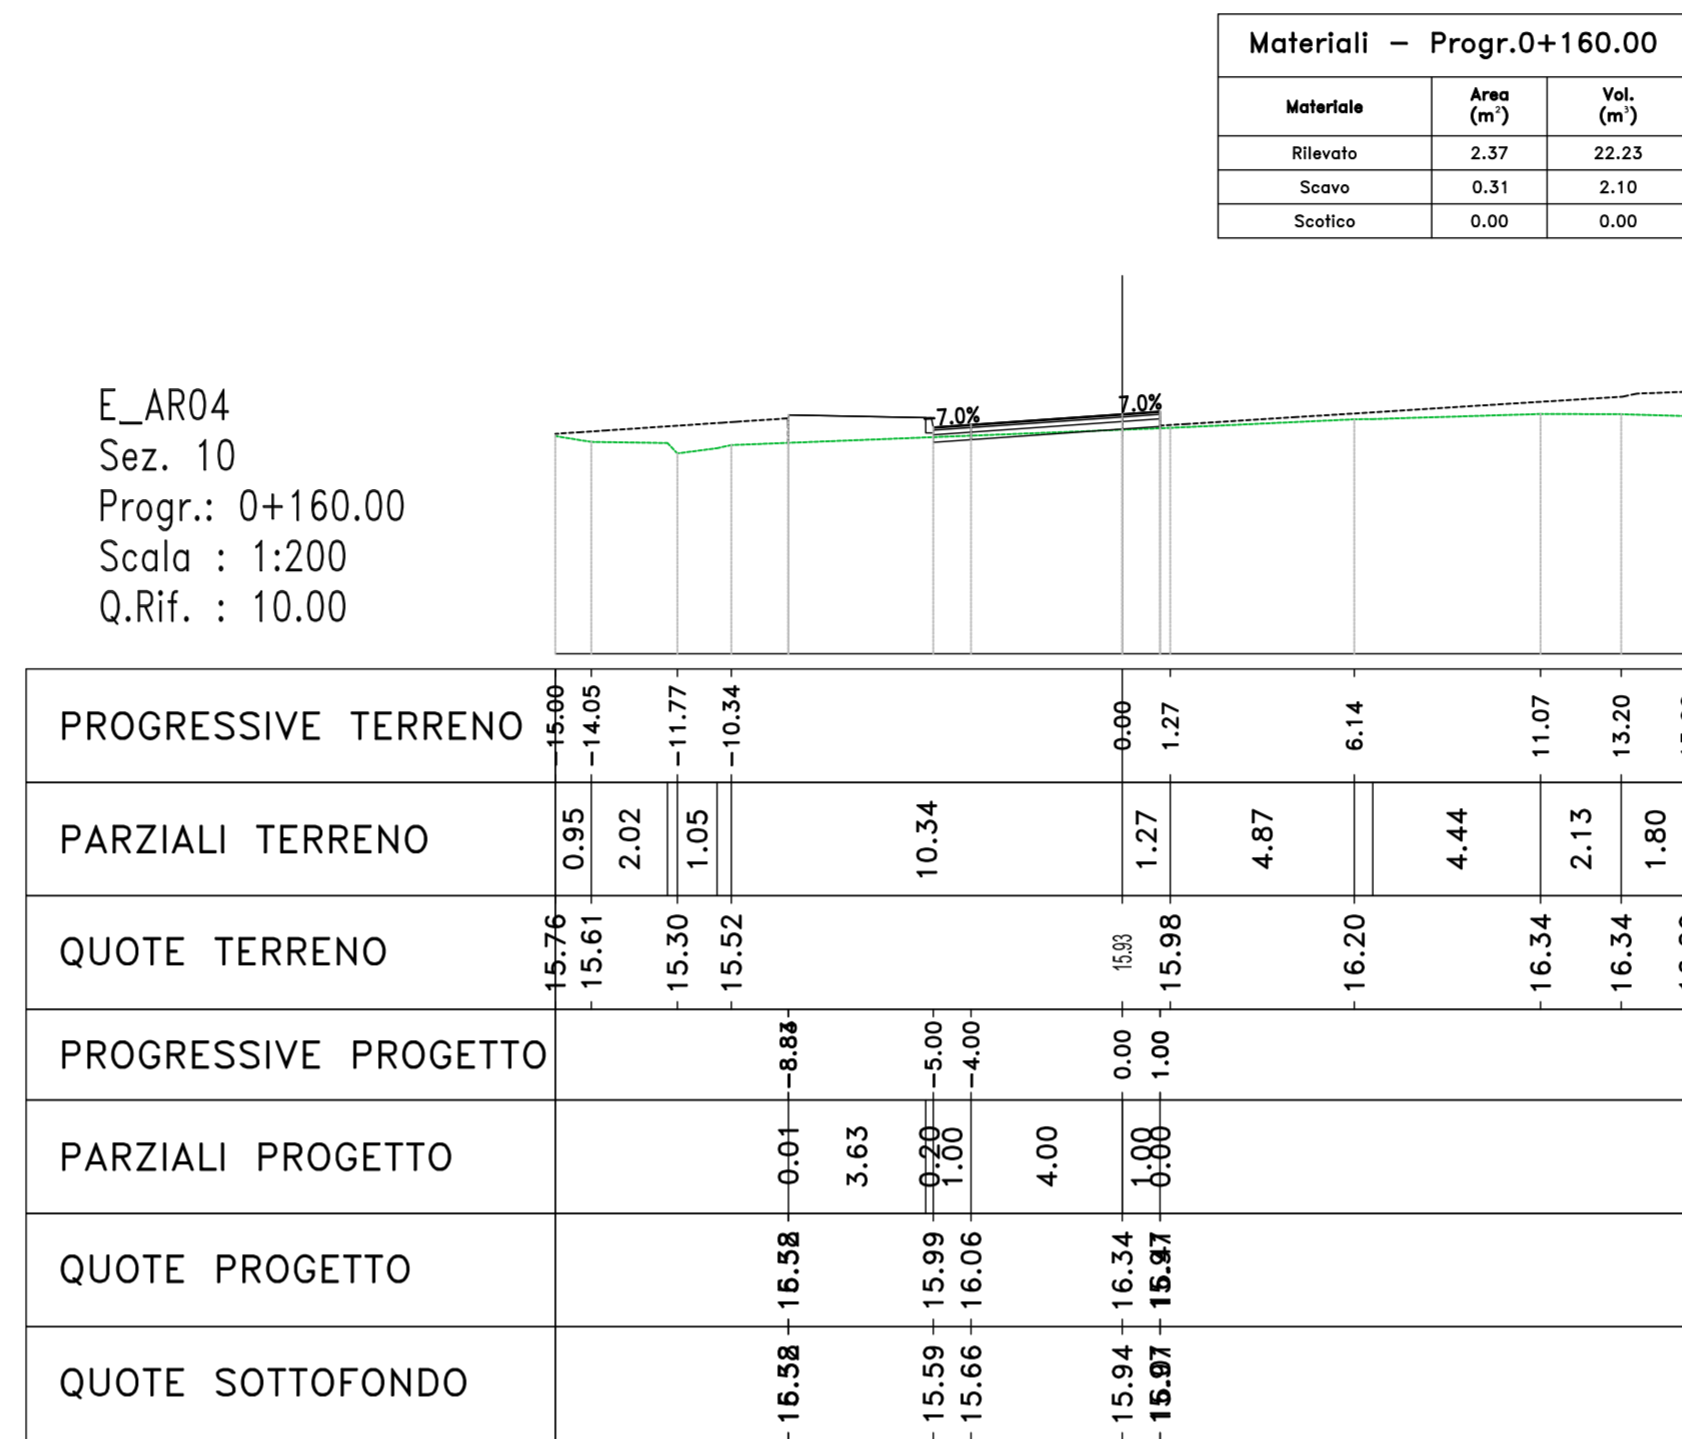 Materiali - Progr.0+160.00
Materiale Area (m²) Vol. (m³)
Rilevato 2.37 22.23
Scavo 0.31 2.10
Scotico 0.00 0.00
7.0% 7.0%
E_AR04
Sez. 10
Progr.: 0+160.00
Scala : 1:200
Q.Rif. : 10.00
PROGRESSIVE TERRENO -15.00 -14.05 -11.77 -10.34 0.00 1.27 6.14 11.07 13.20
PARZIALI TERRENO 0.95 2.02 1.05 10.34 1.27 4.87 4.44 2.13 1.80
QUOTE TERRENO 15.76 15.61 15.30 15.52 15.93 15.98 16.20 16.34 16.34
PROGRESSIVE PROGETTO -5.00 -4.00 0.00 1.00
PARZIALI PROGETTO 0.01 3.63 0.20 1.00 4.00 1.00 0.00
QUOTE PROGETTO 15.99 16.06 16.34
QUOTE SOTTOFONDO 15.59 15.66 15.94